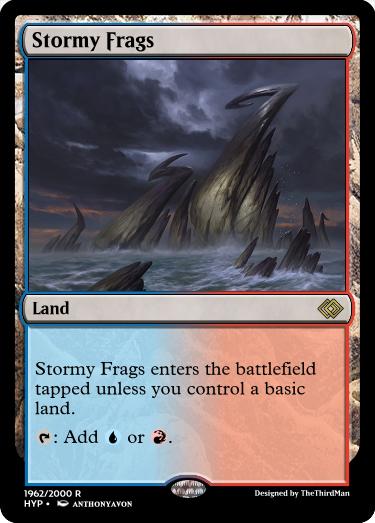 Stormy Frags
Land
Stormy Frags enters the battlefield
tapped unless you control a basic
land.
: Add or .
1962/2000 R
HYP • ANTHONYAVON
Designed by TheThirdMan